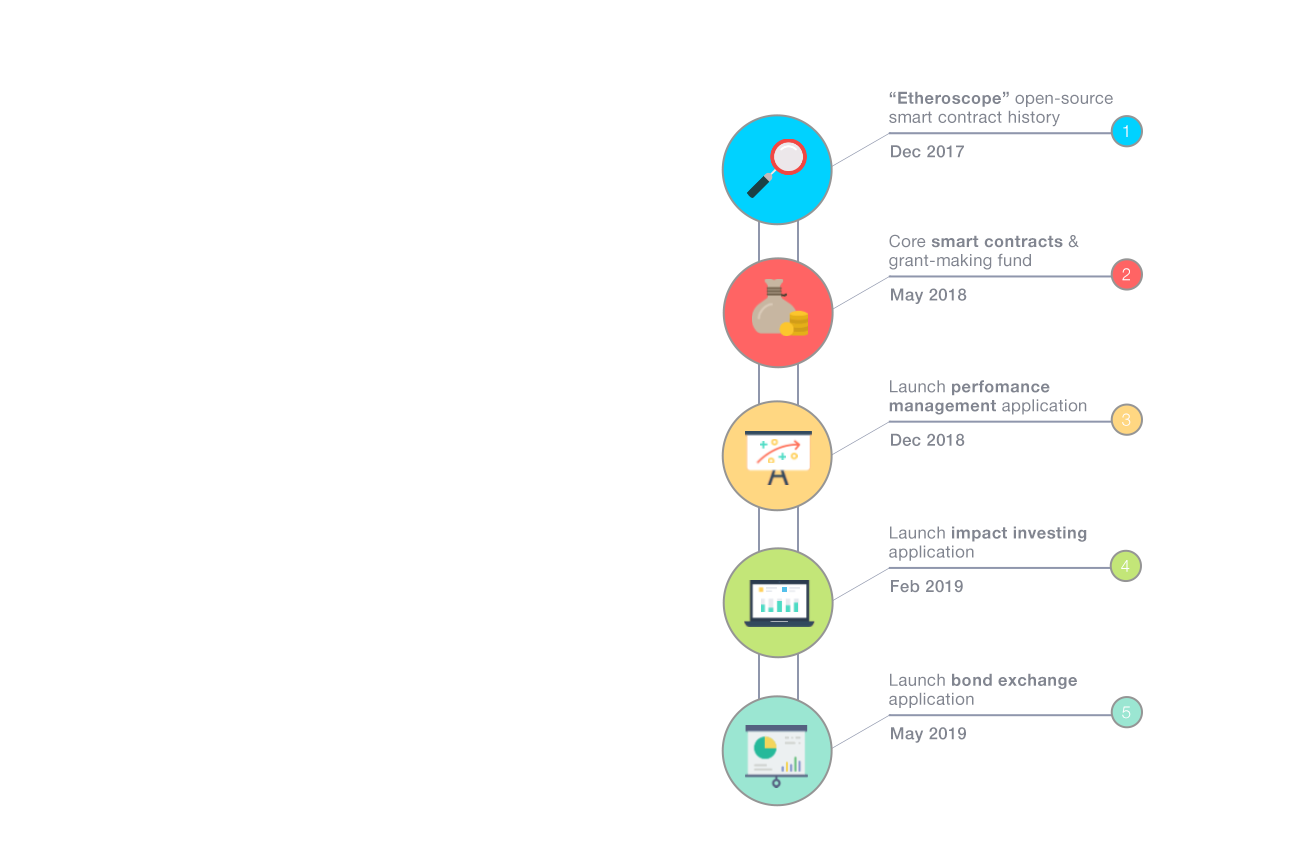 “Etheroscope” open-source
smart contract history
1
Dec 2017
Core smart contracts &
grant-making fund
2
May 2018
Launch perfomance
management application
3
Dec 2018
Launch impact investing
application
4
Feb 2019
Launch bond exchange
application
5
May 2019